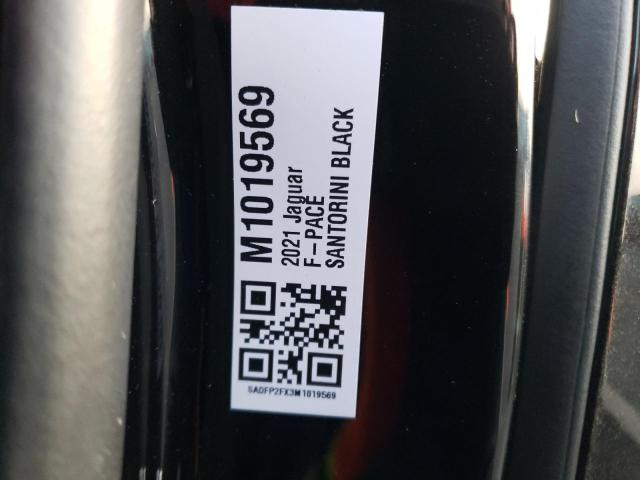 M1019569
2021 Jaguar
F-PACE
SANTORINI BLACK
SADFP2FX3M1019569